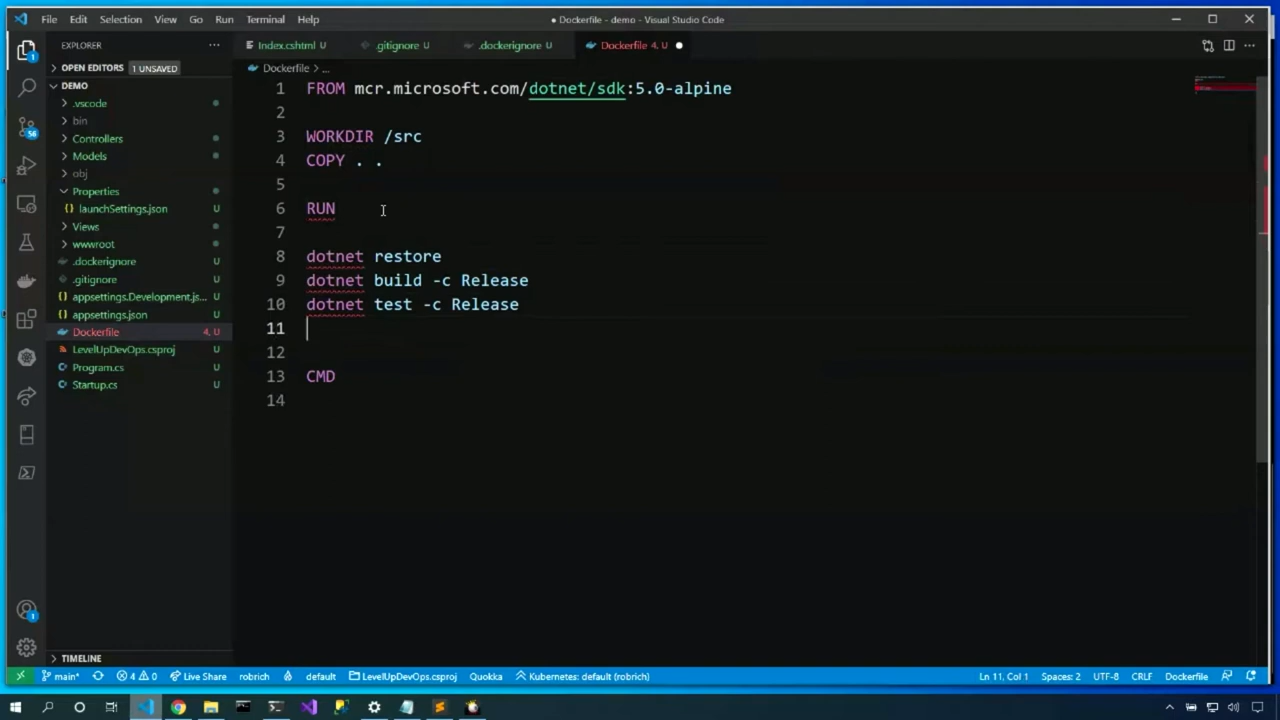 File Edit Selection View Go Run Terminal Help
● Dockerfile - demo - Visual Studio Code
EXPLORER
Index.cshtml U
.gitignore U
.dockerignore U
Dockerfile 4, U
OPEN EDITORS 1 UNSAVED
Dockerfile > ...
DEMO
.vscode
bin
Controllers
Models
obj
Properties
{} launchSettings.json U
Views
wwwroot
.dockerignore U
.gitignore U
{} appsettings.Development.js... U
{} appsettings.json U
Dockerfile 4, U
LevelUpDevOps.csproj U
Program.cs U
Startup.cs U
TIMELINE
1 FROM mcr.microsoft.com/dotnet/sdk:5.0-alpine
2
3 WORKDIR /src
4 COPY . .
5
6 RUN
7
8 dotnet restore
9 dotnet build -c Release
10 dotnet test -c Release
11
12
13 CMD
14
1
56
1
main* 4 0 Live Share robrich default LevelUpDevOps.csproj Quokka Kubernetes: default (robrich) Ln 11, Col 1 Spaces: 2 UTF-8 CRLF Dockerfile